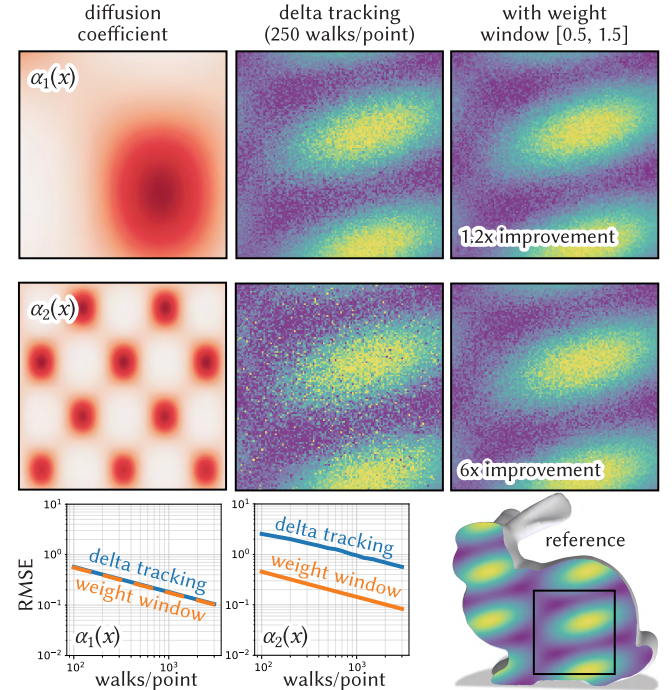 diffusion
coefficient
delta tracking
(250 walks/point)
with weight
window [0.5, 1.5]
α₁(x)
1.2x improvement
α₂(x)
6x improvement
RMSE
10¹
10⁰
10⁻¹
10⁻²
delta tracking
weight window
α₁(x)
10²
10³
walks/point
10¹
10⁰
10⁻¹
10⁻²
delta tracking
weight window
α₂(x)
10²
10³
walks/point
reference